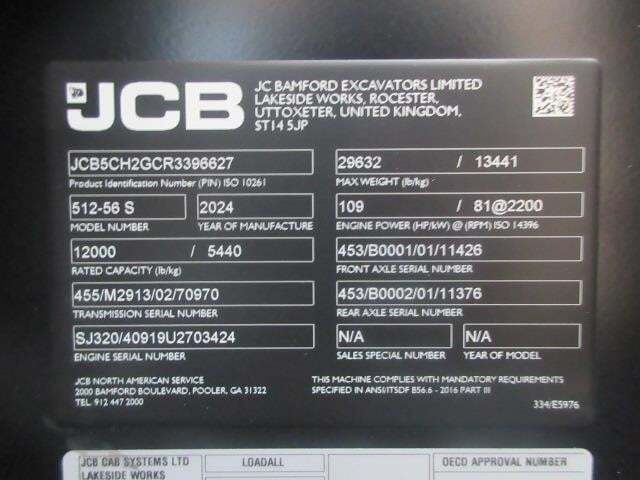 JCB
JC BAMFORD EXCAVATORS LIMITED
LAKESIDE WORKS, ROCESTER,
UTTOXETER, UNITED KINGDOM,
ST14 5JP
JCB5CH2GCR3396627
Product Identification Number (PIN) ISO 10261
512-56 S
MODEL NUMBER
2024
YEAR OF MANUFACTURE
12000 / 5440
RATED CAPACITY (lb/kg)
455/M2913/02/70970
TRANSMISSION SERIAL NUMBER
SJ320/40919U2703424
ENGINE SERIAL NUMBER
29632 / 13441
MAX WEIGHT (lb/kg)
109 / 81@2200
ENGINE POWER (HP/kW) @ (RPM) ISO 14396
453/B0001/01/11426
FRONT AXLE SERIAL NUMBER
453/B0002/01/11376
REAR AXLE SERIAL NUMBER
N/A
SALES SPECIAL NUMBER
N/A
YEAR OF MODEL
JCB NORTH AMERICAN SERVICE
2000 BAMFORD BOULEVARD, POOLER, GA 31322
TEL. 912 447 2000
THIS MACHINE COMPLIES WITH MANDATORY REQUIREMENTS
SPECIFIED IN ANSI/ITSDF B56.6 - 2016 PART III
334/E5976
JCB CAB SYSTEMS LTD
LAKESIDE WORKS
LOADALL
OECD APPROVAL NUMBER